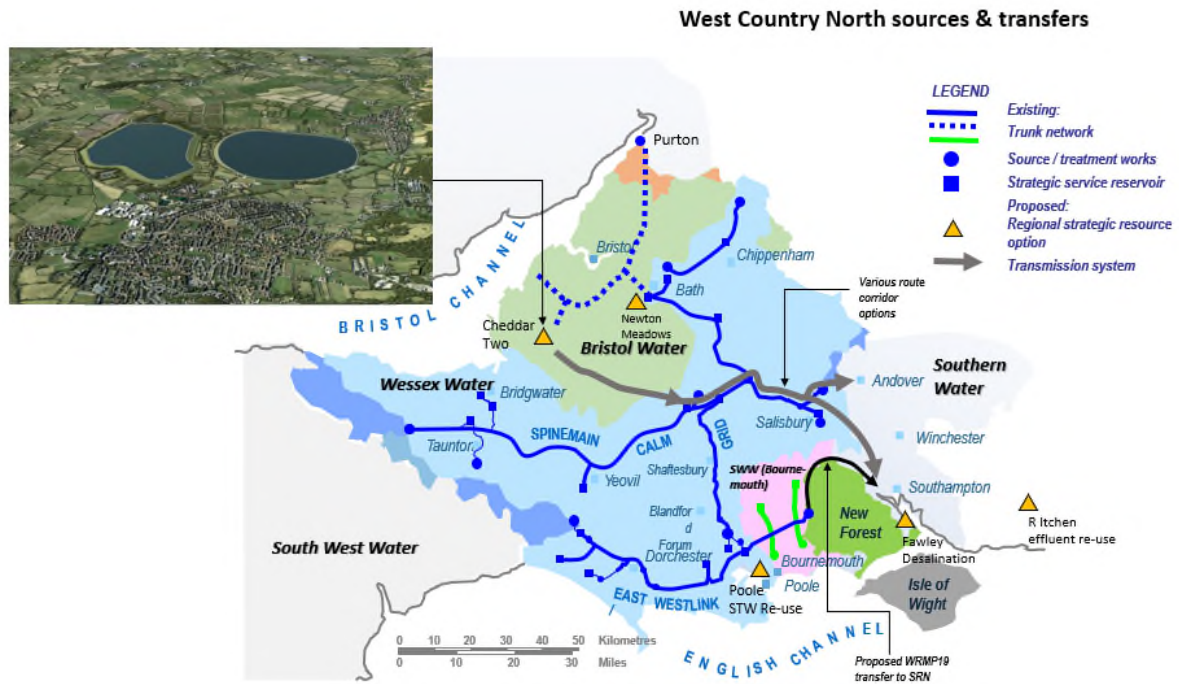 West Country North sources & transfers
LEGEND
Existing:
Trunk network
Source / treatment works
Strategic service reservoir
Proposed:
Regional strategic resource
option
Transmission system
Purton
Bristol
Chippenham
BRISTOL CHANNEL
Bath
Various route
corridor
options
Newton
Meadows
Cheddar
Two
Bristol Water
Southern
Water
Andover
Wessex Water
Bridgwater
Salisbury
Winchester
SPINEMAIN
CALM
GRID
Taunton
Shaftesbury
SWW (Bourne-
mouth)
Yeovil
Southampton
Blandfor
d
Forum
New
Forest
R Itchen
effluent re-use
Fawley
Desalination
South West Water
Dorchester
Bournemouth
Poole
Poole
STW Re-use
EAST WESTLINK
/
Isle of
Wight
ENGLISH CHANNEL
0 10 20 30 40 50 Kilometres
0 10 20 30 Miles
Proposed WRMP19
transfer to SRN